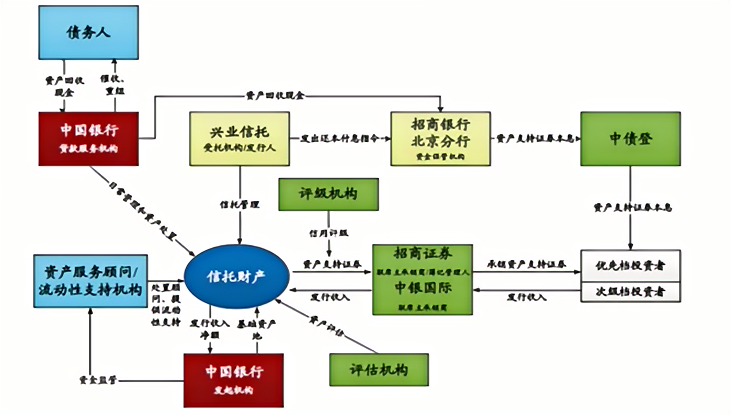 债务人
资产回收
现金
催收、
重组
资产回收现金
中国银行
贷款服务机构
兴业信托
受托机构/发行人
发出还本付息指令
招商银行
北京分行
资金保管机构
资产支持证券本息
中债登
日常管理和资产处置
信托管理
评级机构
信用评级
资产支持证券本息
资产服务顾问/
流动性支持机构
处置顾
问、提
供流动
性支持
信托财产
资产支持证券
发行收入
招商证券
联席主承销商/簿记管理人
中银国际
联席主承销商
承销资产支持证券
发行收入
优先档投资者
次级档投资者
发行收入
净额
基础资产
池
资产评估
资金监管
中国银行
发起机构
评估机构